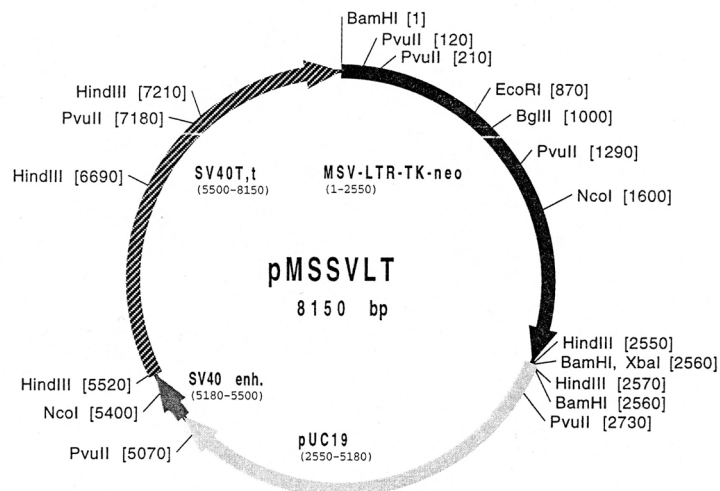 BamHI [1]
PvuII [120]
PvuII [210]
HindIII [7210]
EcoRI [870]
PvuII [7180]
BglII [1000]
PvuII [1290]
HindIII [6690]
SV40T,t
(5500-8150)
MSV-LTR-TK-neo
(1-2550)
NcoI [1600]
pMSSVLT
8150 bp
HindIII [2550]
BamHI, XbaI [2560]
HindIII [2570]
BamHI [2560]
PvuII [2730]
HindIII [5520]
SV40 enh.
(5180-5500)
NcoI [5400]
PvuII [5070]
pUC19
(2550-5180)